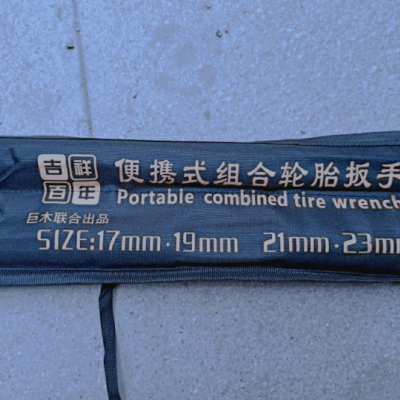 吉祥
百年
便携式组合轮胎扳手
Portable combined tire wrench
巨木联合出品
SIZE:17mm·19mm 21mm·23mm